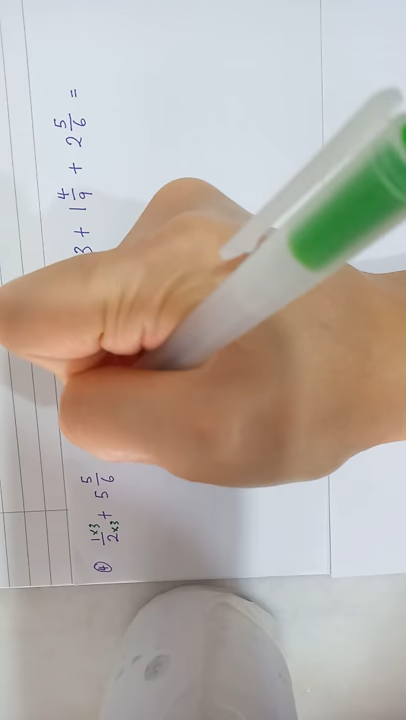 ④ 1×3/2×3 + 5 5/6
3 + 1 4/9 + 2 5/6 =